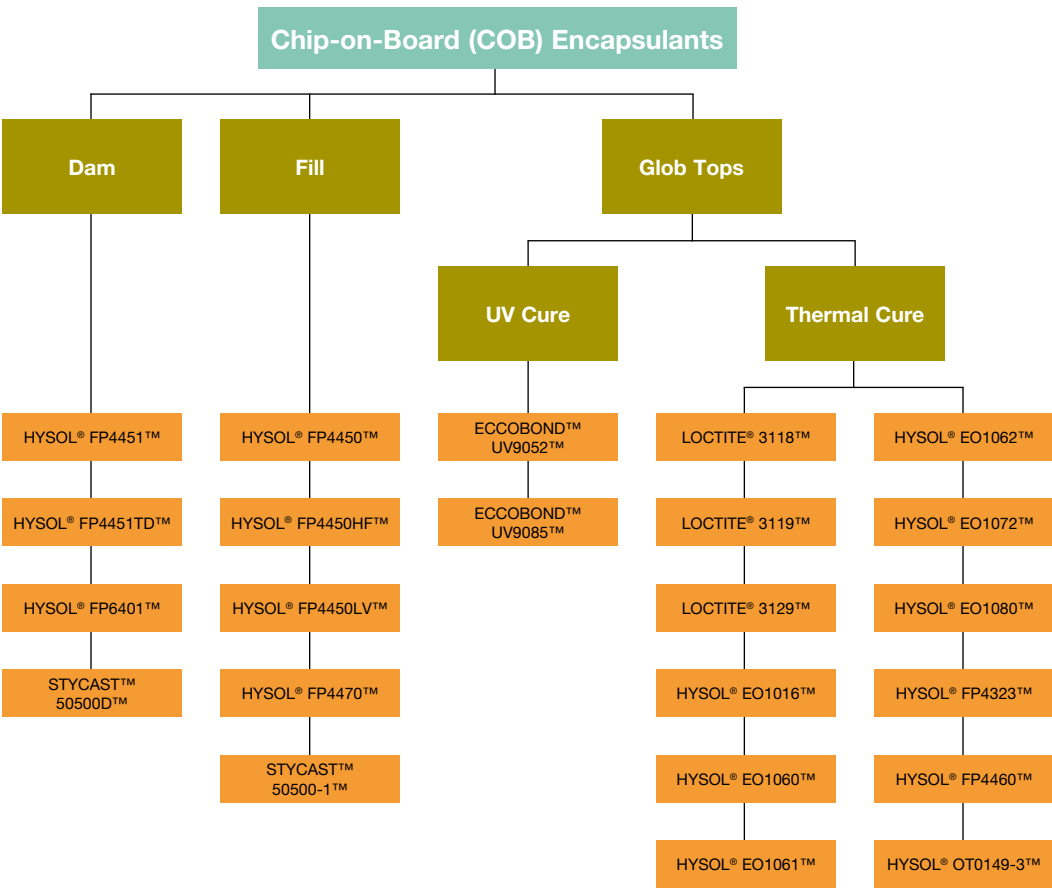 Chip-on-Board (COB) Encapsulants
Dam
Fill
Glob Tops
UV Cure
Thermal Cure
HYSOL® FP4451™
HYSOL® FP4451TD™
HYSOL® FP6401™
STYCAST™
50500D™
HYSOL® FP4450™
HYSOL® FP4450HF™
HYSOL® FP4450LV™
HYSOL® FP4470™
STYCAST™
50500-1™
ECCOBOND™
UV9052™
ECCOBOND™
UV9085™
LOCTITE® 3118™
LOCTITE® 3119™
LOCTITE® 3129™
HYSOL® EO1016™
HYSOL® EO1060™
HYSOL® EO1061™
HYSOL® EO1062™
HYSOL® EO1072™
HYSOL® EO1080™
HYSOL® FP4323™
HYSOL® FP4460™
HYSOL® OT0149-3™